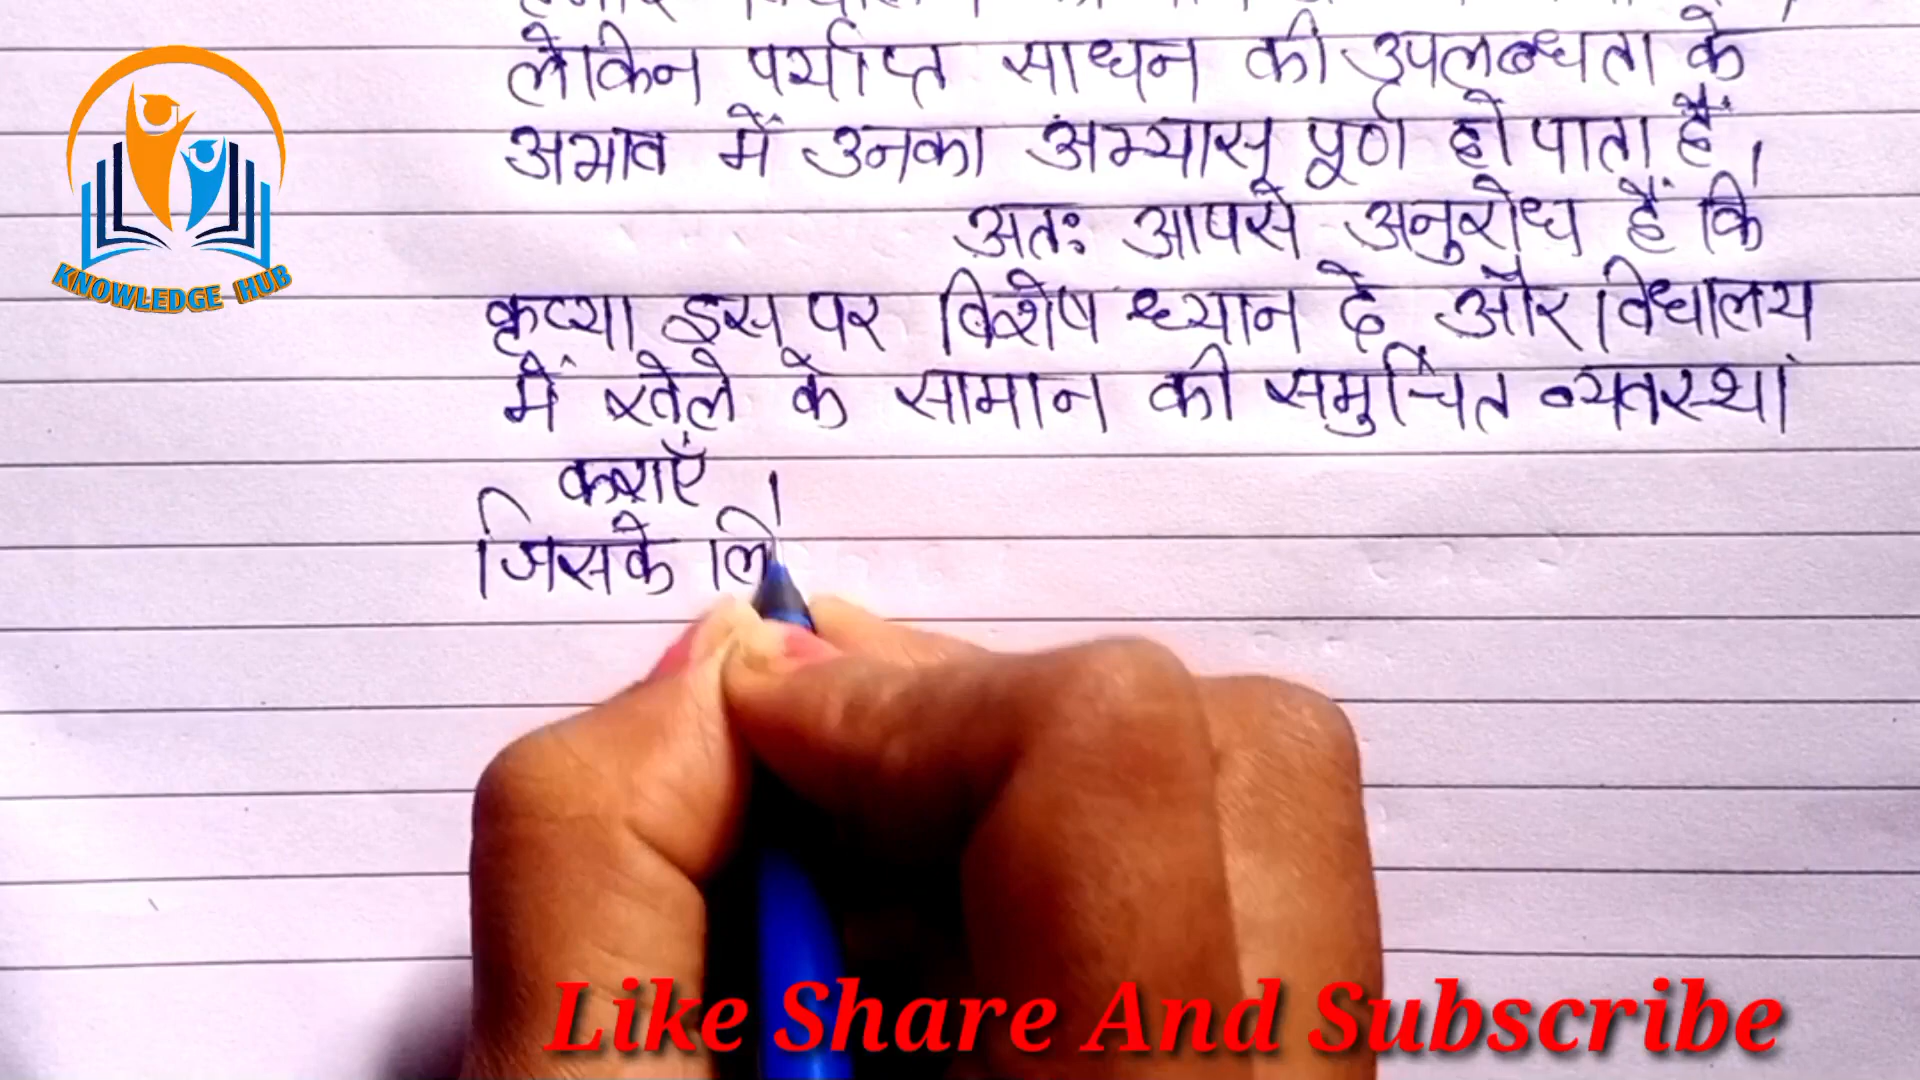 लेकिन पर्याप्त साधन की उपलब्धता के
अभाव में उनका अभ्यास पूर्ण हो पाता हैं।
अतः आपसे अनुरोध हैं कि
कृप्या इस पर विशेष ध्यान दे और विधालय
में खेले के सामान की समुचित व्यवस्था
कराएँ ।
जिसके लि
KNOWLEDGE HUB
Like Share And Subscribe